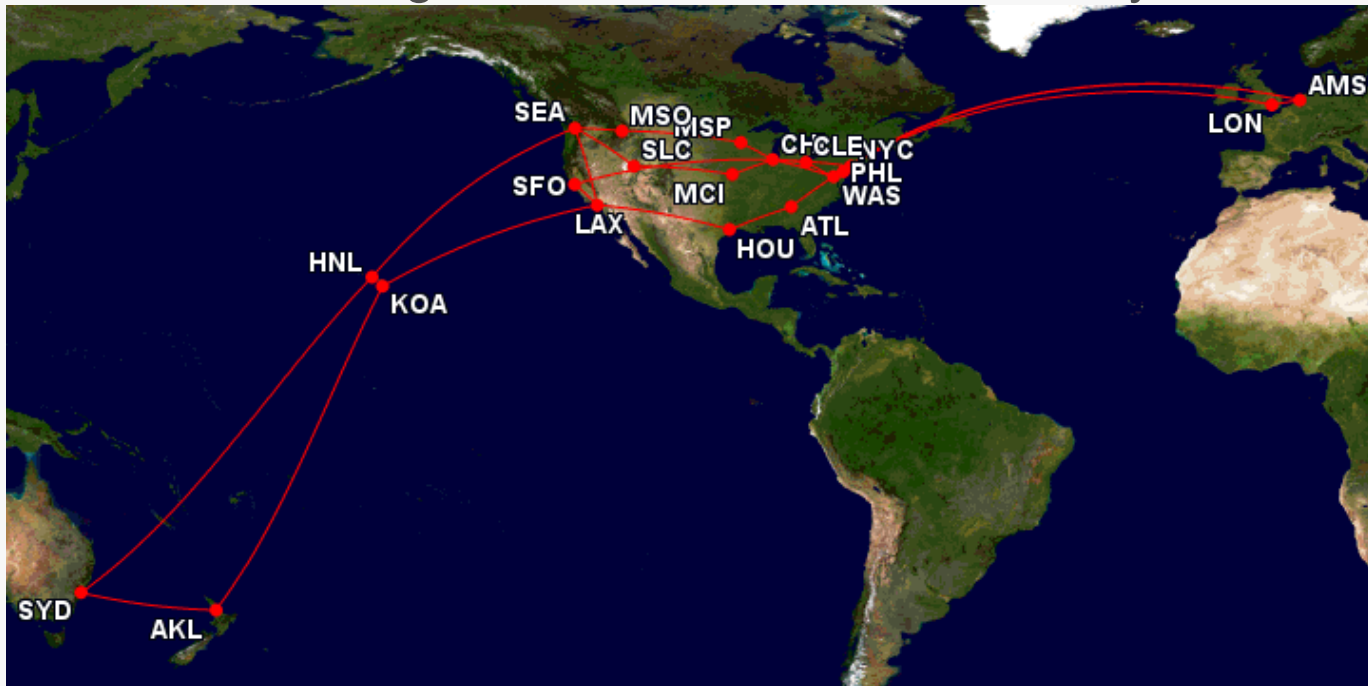 AMS
SEA
MSO
MSP
LON
CLE
NYC
SLC
PHL
SFO
MCI
WAS
LAX
ATL
HOU
HNL
KOA
SYD
AKL